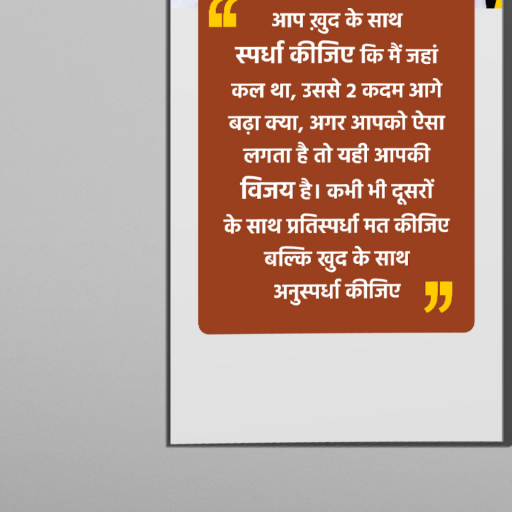 “
आप ख़ुद के साथ
स्पर्धा कीजिए कि मैं जहां
कल था, उससे 2 कदम आगे
बढ़ा क्या, अगर आपको ऐसा
लगता है तो यही आपकी
विजय है। कभी भी दूसरों
के साथ प्रतिस्पर्धा मत कीजिए
बल्कि खुद के साथ
अनुस्पर्धा कीजिए ”